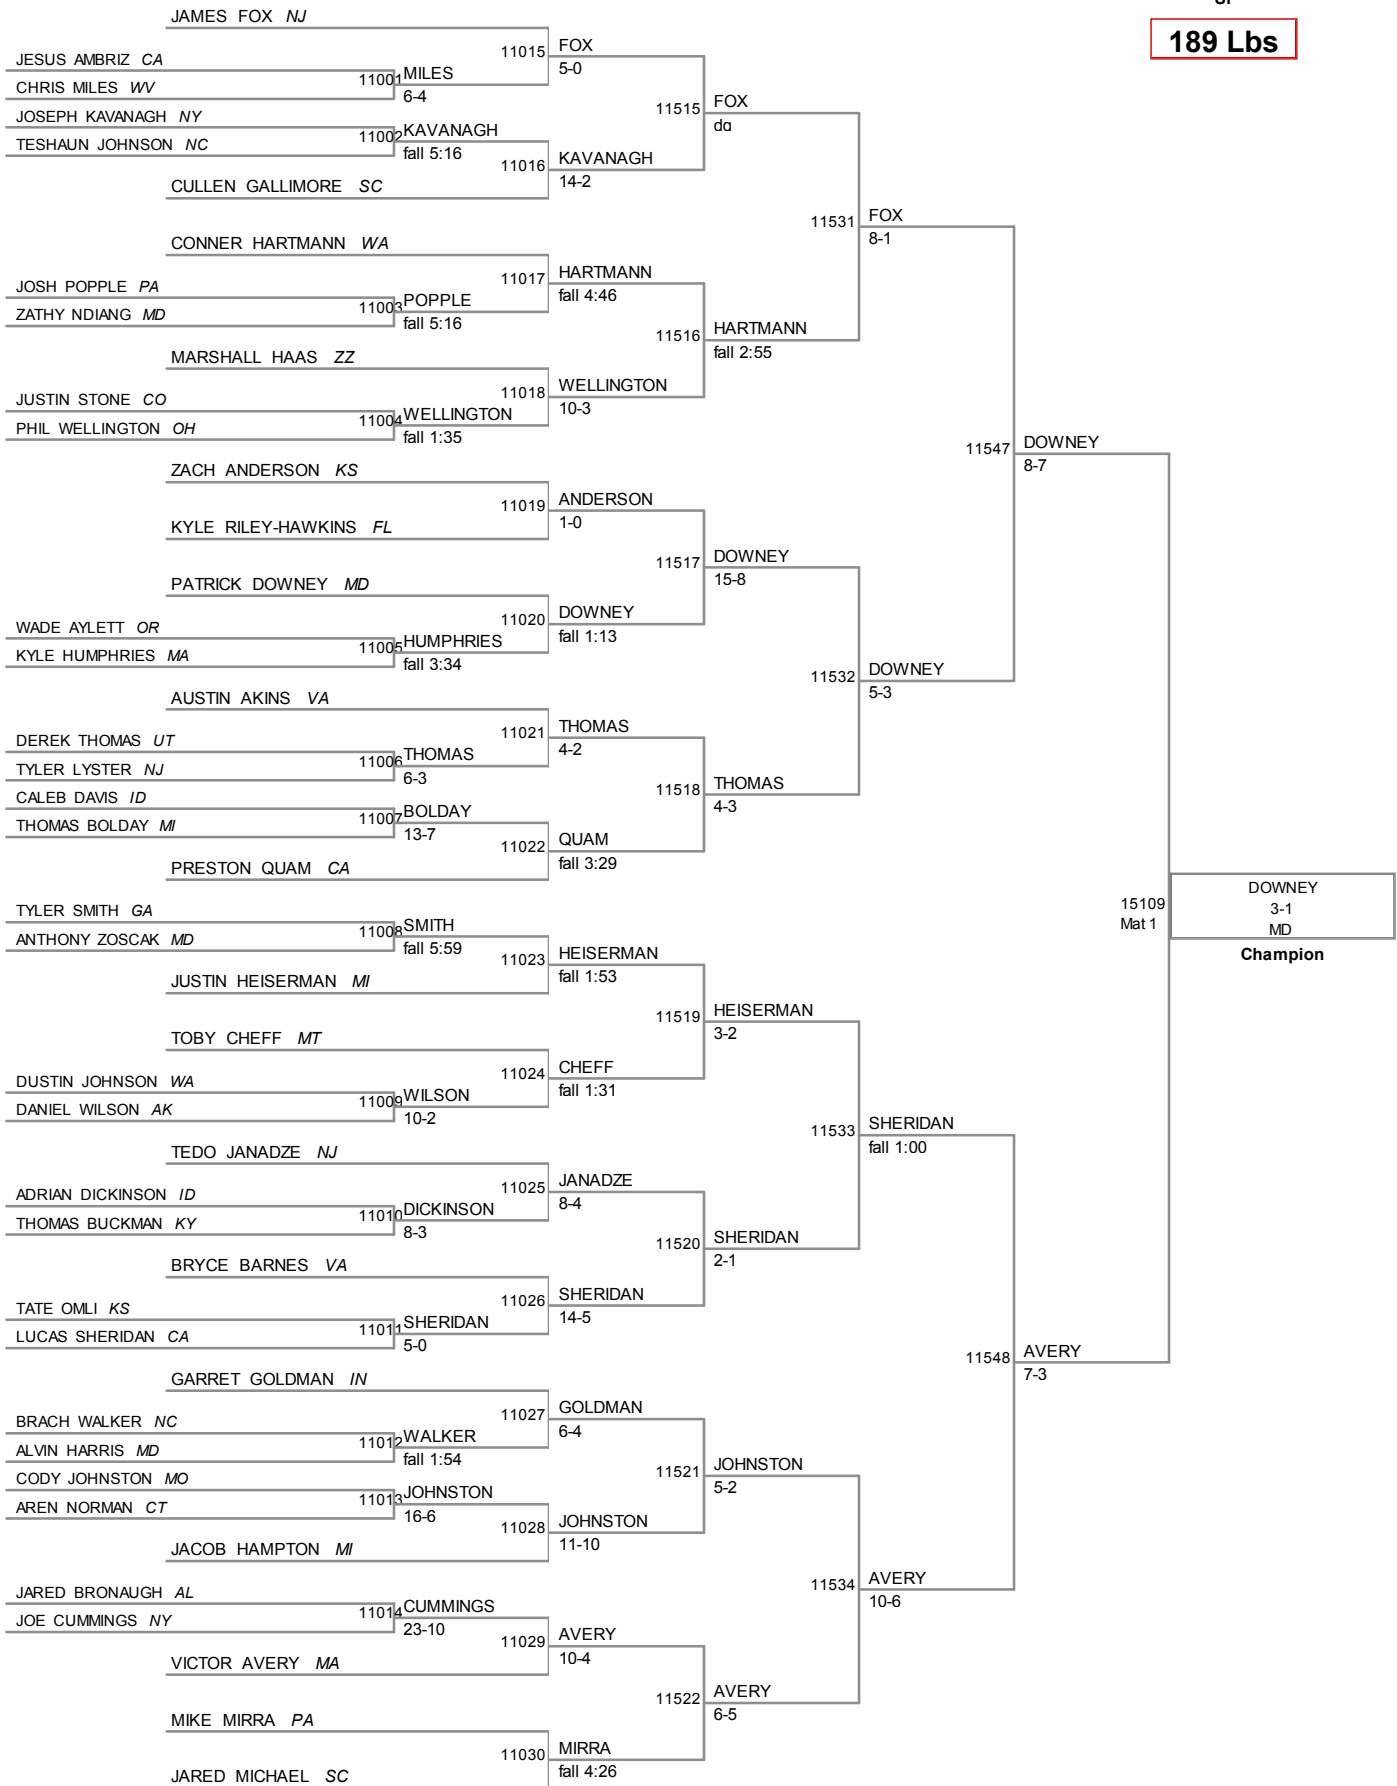 SP
189 Lbs
JAMES FOX NJ
11015 FOX
5-0
JESUS AMBRIZ CA
CHRIS MILES WV
11001 MILES
6-4
11515 FOX
dq
JOSEPH KAVANAGH NY
TESHAUN JOHNSON NC
11002 KAVANAGH
fall 5:16
11016 KAVANAGH
14-2
CULLEN GALLIMORE SC
11531 FOX
8-1
CONNER HARTMANN WA
11017 HARTMANN
fall 4:46
JOSH POPPLE PA
ZATHY NDIANG MD
11003 POPPLE
fall 5:16
11516 HARTMANN
fall 2:55
MARSHALL HAAS ZZ
11018 WELLINGTON
10-3
JUSTIN STONE CO
PHIL WELLINGTON OH
11004 WELLINGTON
fall 1:35
11547 DOWNEY
8-7
ZACH ANDERSON KS
11019 ANDERSON
1-0
KYLE RILEY-HAWKINS FL
11517 DOWNEY
15-8
PATRICK DOWNEY MD
11020 DOWNEY
fall 1:13
WADE AYLETT OR
KYLE HUMPHRIES MA
11005 HUMPHRIES
fall 3:34
11532 DOWNEY
5-3
AUSTIN AKINS VA
11021 THOMAS
4-2
DEREK THOMAS UT
TYLER LYSTER NJ
11006 THOMAS
6-3
11518 THOMAS
4-3
CALEB DAVIS ID
THOMAS BOLDAY MI
11007 BOLDAY
13-7
11022 QUAM
fall 3:29
PRESTON QUAM CA
15109
Mat 1
DOWNEY
3-1
MD
Champion
TYLER SMITH GA
ANTHONY ZOSCAK MD
11008 SMITH
fall 5:59
11023 HEISERMAN
fall 1:53
JUSTIN HEISERMAN MI
11519 HEISERMAN
3-2
TOBY CHEFF MT
11024 CHEFF
fall 1:31
DUSTIN JOHNSON WA
DANIEL WILSON AK
11009 WILSON
10-2
11533 SHERIDAN
fall 1:00
TEDO JANADZE NJ
11025 JANADZE
8-4
ADRIAN DICKINSON ID
THOMAS BUCKMAN KY
11010 DICKINSON
8-3
11520 SHERIDAN
2-1
BRYCE BARNES VA
11026 SHERIDAN
14-5
TATE OMLI KS
LUCAS SHERIDAN CA
11011 SHERIDAN
5-0
11548 AVERY
7-3
GARRET GOLDMAN IN
11027 GOLDMAN
6-4
BRACH WALKER NC
ALVIN HARRIS MD
11012 WALKER
fall 1:54
11521 JOHNSTON
5-2
CODY JOHNSTON MO
AREN NORMAN CT
11013 JOHNSTON
16-6
11028 JOHNSTON
11-10
JACOB HAMPTON MI
11534 AVERY
10-6
JARED BRONAUGH AL
JOE CUMMINGS NY
11014 CUMMINGS
23-10
11029 AVERY
10-4
VICTOR AVERY MA
11522 AVERY
6-5
MIKE MIRRA PA
11030 MIRRA
fall 4:26
JARED MICHAEL SC